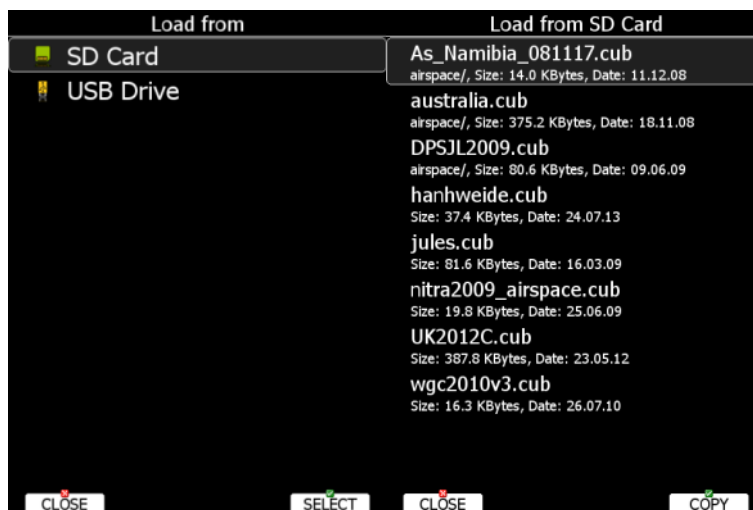 Load from
SD Card
USB Drive
CLOSE
SELECT
Load from SD Card
As_Namibia_081117.cub
airspace/, Size: 14.0 KBytes, Date: 11.12.08
australia.cub
airspace/, Size: 375.2 KBytes, Date: 18.11.08
DPSJL2009.cub
airspace/, Size: 80.6 KBytes, Date: 09.06.09
hanhweide.cub
Size: 37.4 KBytes, Date: 24.07.13
jules.cub
Size: 81.6 KBytes, Date: 16.03.09
nitra2009_airspace.cub
Size: 19.8 KBytes, Date: 25.06.09
UK2012C.cub
Size: 387.8 KBytes, Date: 23.05.12
wgc2010v3.cub
Size: 16.3 KBytes, Date: 26.07.10
CLOSE
COPY